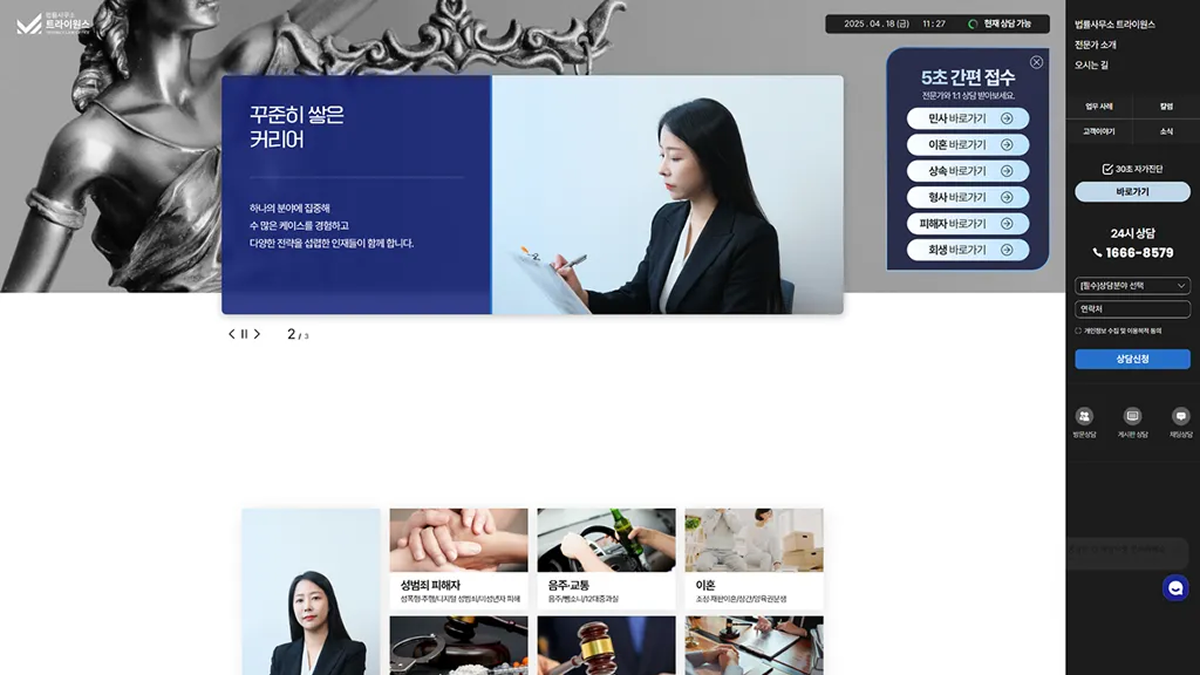 법률사무소
트라이원스
2025 . 04 . 18 (금) 11 : 27 현재 상담 가능
꾸준히 쌓은
커리어
하나의 분야에 집중해
수 많은 케이스를 경험하고
다양한 전략을 섭렵한 인재들이 함께 합니다.
2 / 3
5초 간편 접수
전문가와 1:1 상담 받아보세요.
민사 바로가기
이혼 바로가기
상속 바로가기
형사 바로가기
피해자 바로가기
회생 바로가기
법률사무소 트라이원스
전문가 소개
오시는 길
업무 사례 칼럼
고객이야기 소식
30초 자가진단
바로가기
24시 상담
1666-8579
[필수]상담분야 선택
연락처
개인정보 수집 및 이용목적 동의
상담신청
방문상담 게시판 상담 채팅상담
성범죄 피해자
성폭행·추행/디지털 성범죄/미성년자 피해
음주·교통
음주/뺑소니/12대중과실
이혼
조정·재판이혼/상간/양육권분쟁